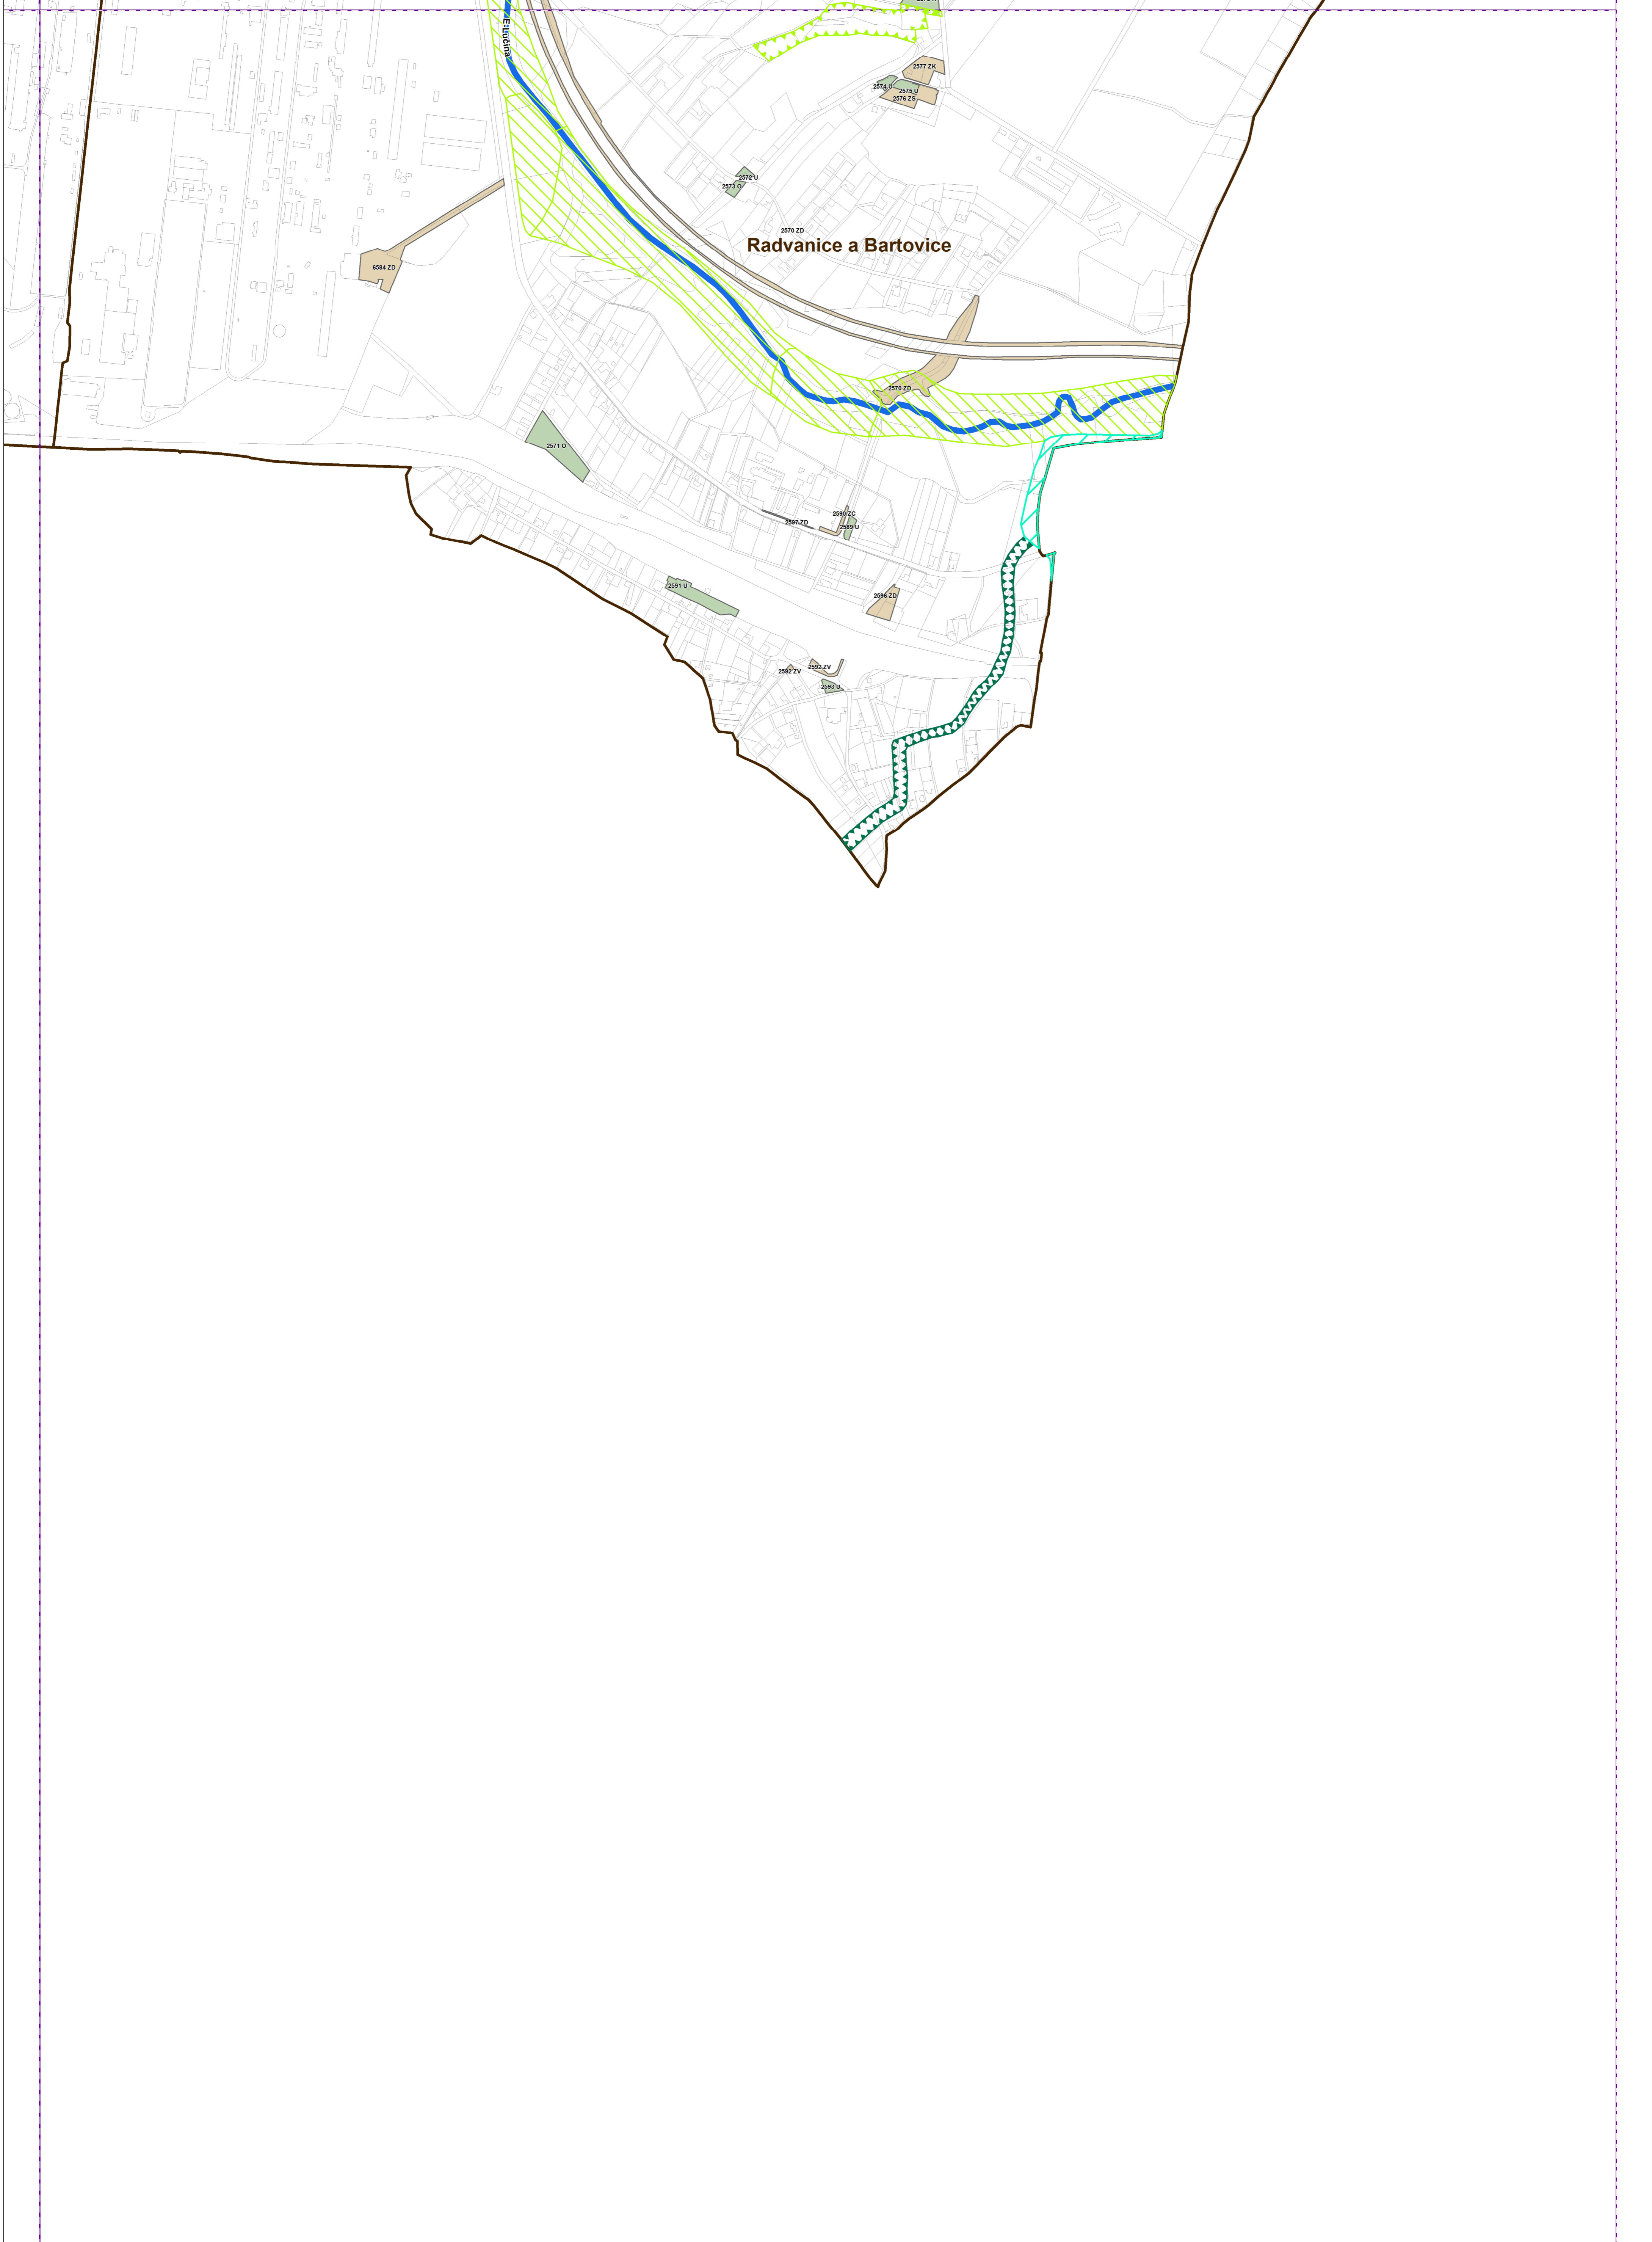 E:Lučina
2577 ZK
2574 U
2575 U
2576 ZS
2572 U
2573 O
2570 ZD
Radvanice a Bartovice
6584 ZD
2570 ZD
2571 O
2590 ZC
2597 ZD
2589 U
2591 U
2596 ZD
2592 ZV
2592 ZV
2593 U